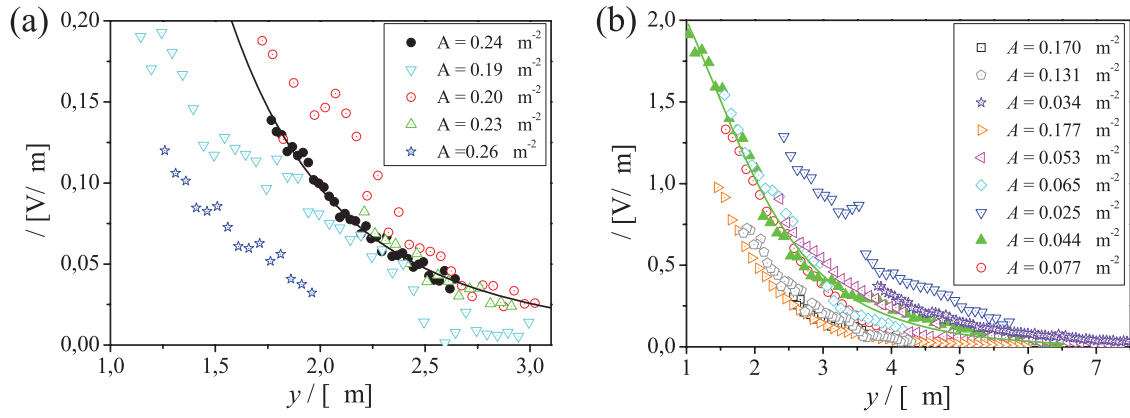 (a)
0,20
0,15
0,10
0,05
0,00
/ [V/ m]
1,0 1,5 2,0 2,5 3,0
y / [ m]
A = 0.24 m-2
A = 0.19 m-2
A = 0.20 m-2
A = 0.23 m-2
A =0.26 m-2
(b)
2,0
1,5
1,0
0,5
0,0
/ [V/ m]
1 2 3 4 5 6 7
y / [ m]
A = 0.170 m-2
A = 0.131 m-2
A = 0.034 m-2
A = 0.177 m-2
A = 0.053 m-2
A = 0.065 m-2
A = 0.025 m-2
A = 0.044 m-2
A = 0.077 m-2